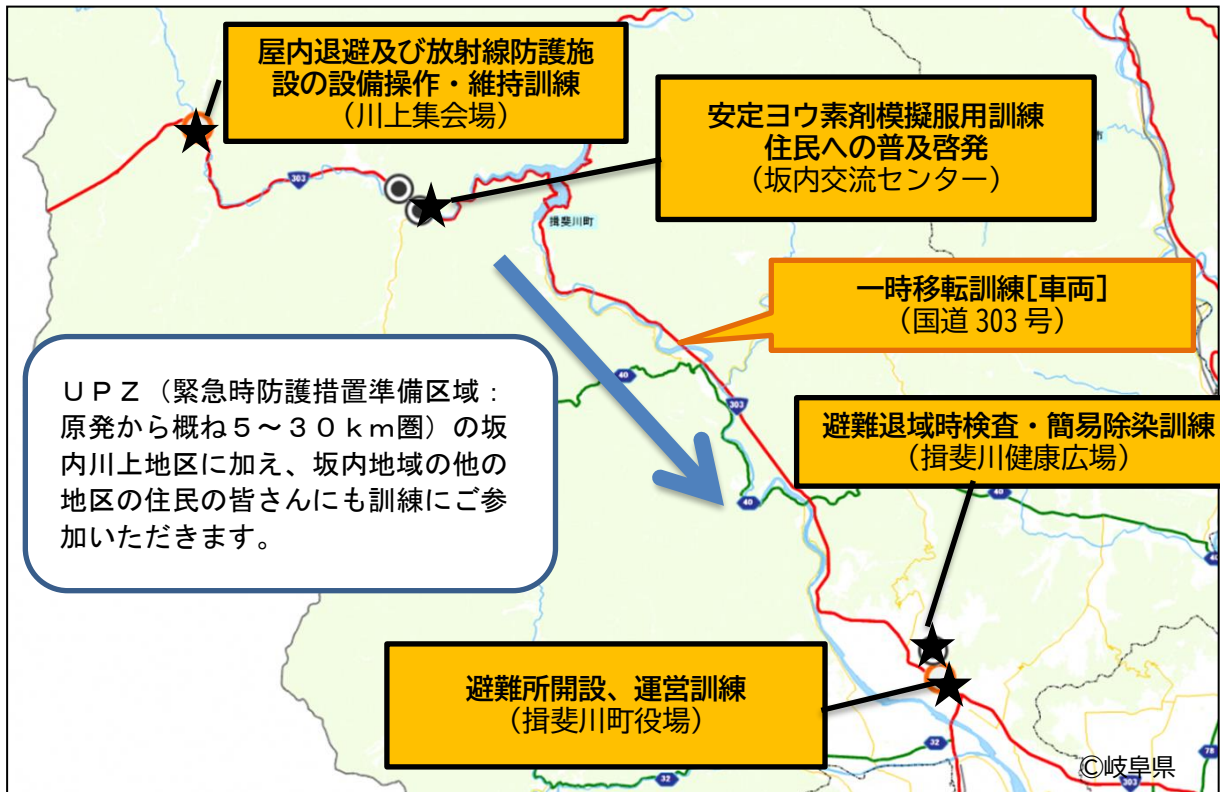 屋内退避及び放射線防護施
設の設備操作・維持訓練
(川上集会場)
安定ヨウ素剤模擬服用訓練
住民への普及啓発
(坂内交流センター)
市
303
揖斐川町
一時移転訓練[車両]
(国道 303 号)
UPZ(緊急時防護措置準備区域:
原発から概ね5~30km圏)の坂
内川上地区に加え、坂内地域の他の
地区の住民の皆さんにも訓練にご参
加いただきます。
40
303
避難退域時検査・簡易除染訓練
(揖斐川健康広場)
40
40
40
避難所開設、運営訓練
(揖斐川町役場)
32
32
78
303
©岐阜県